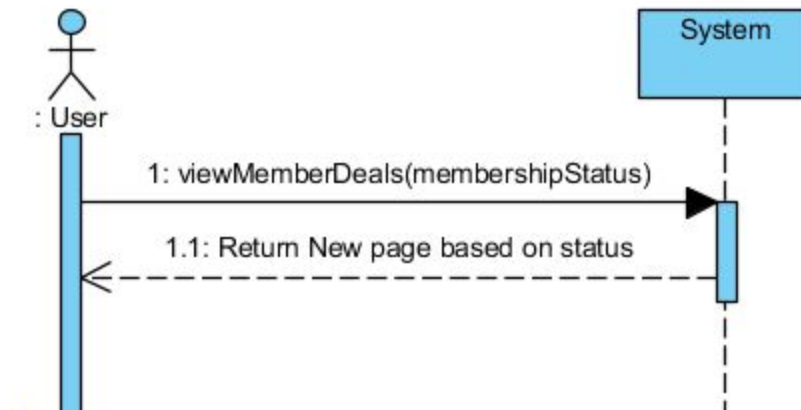 System
: User
1: viewMemberDeals(membershipStatus)
1.1: Return New page based on status